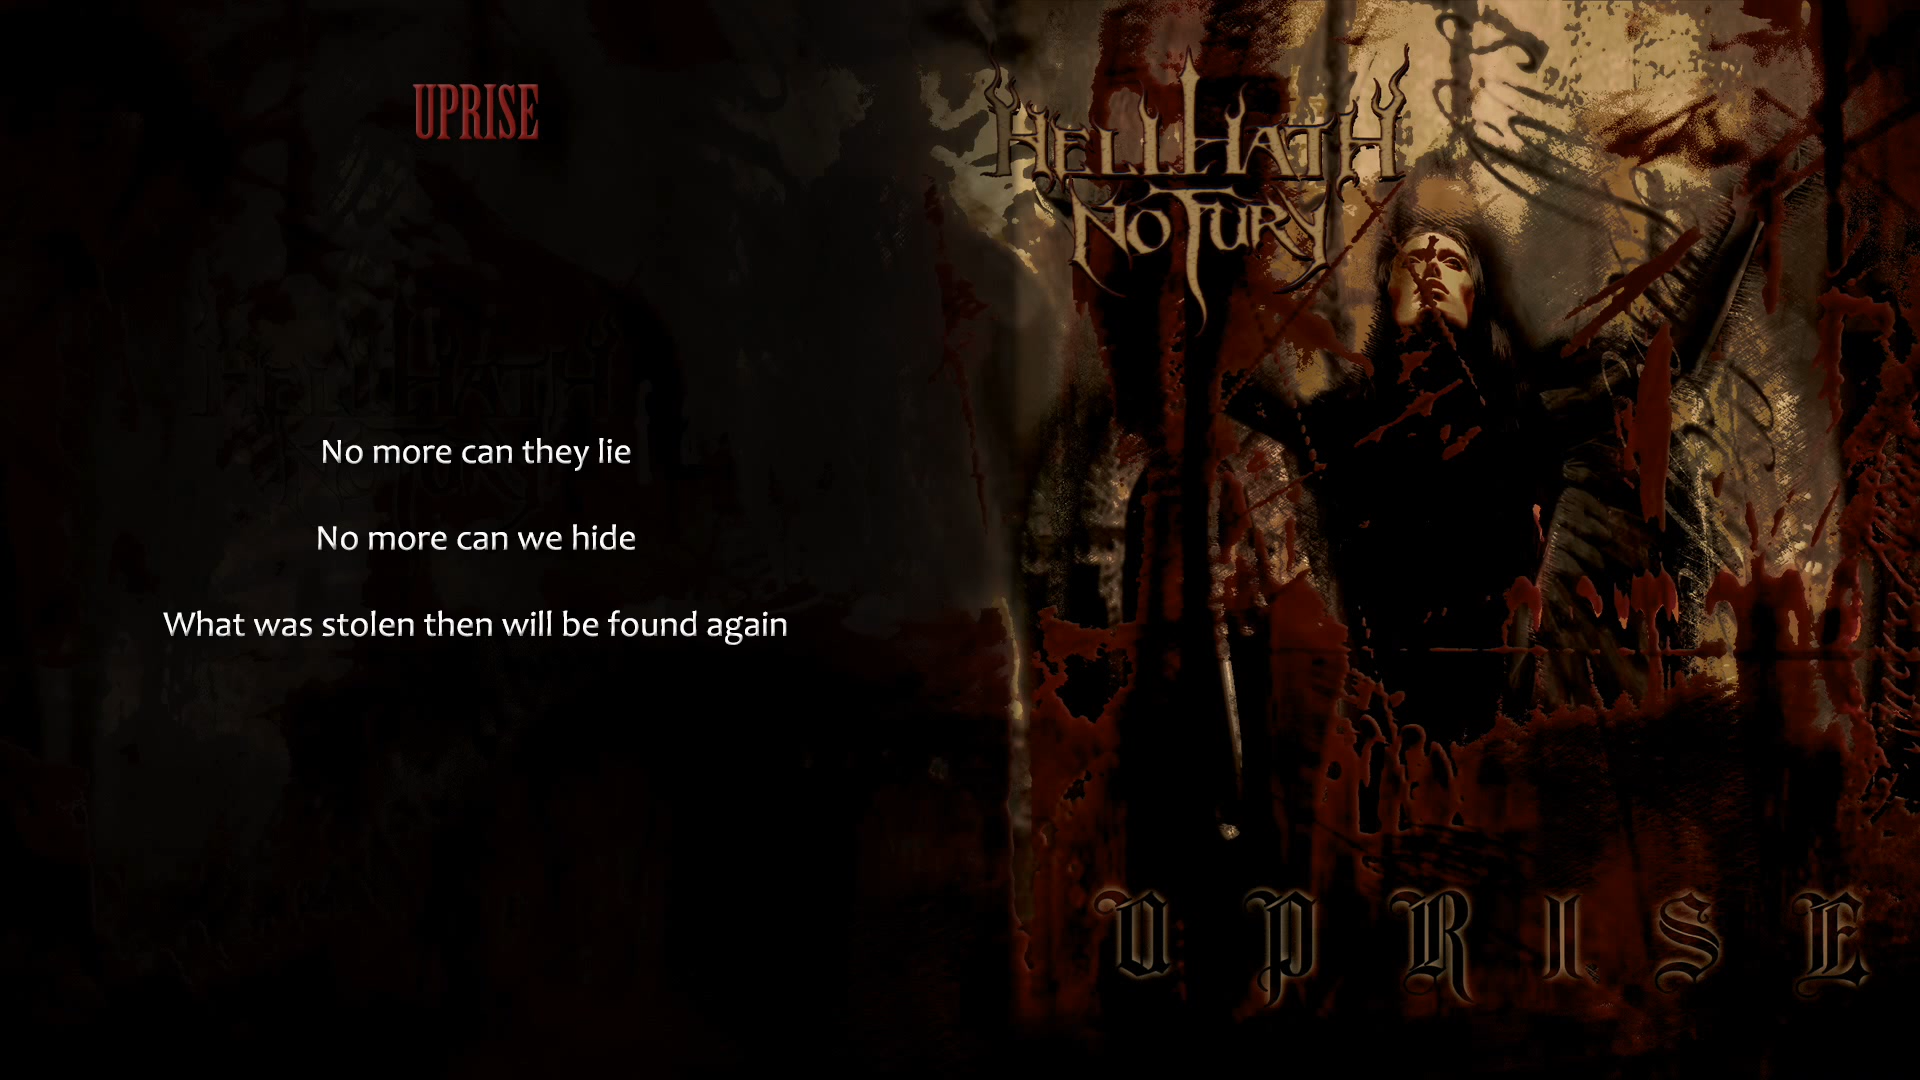 UPRISE
No more can they lie
No more can we hide
What was stolen then will be found again
HELL HATH
NO FURY
UPRISE